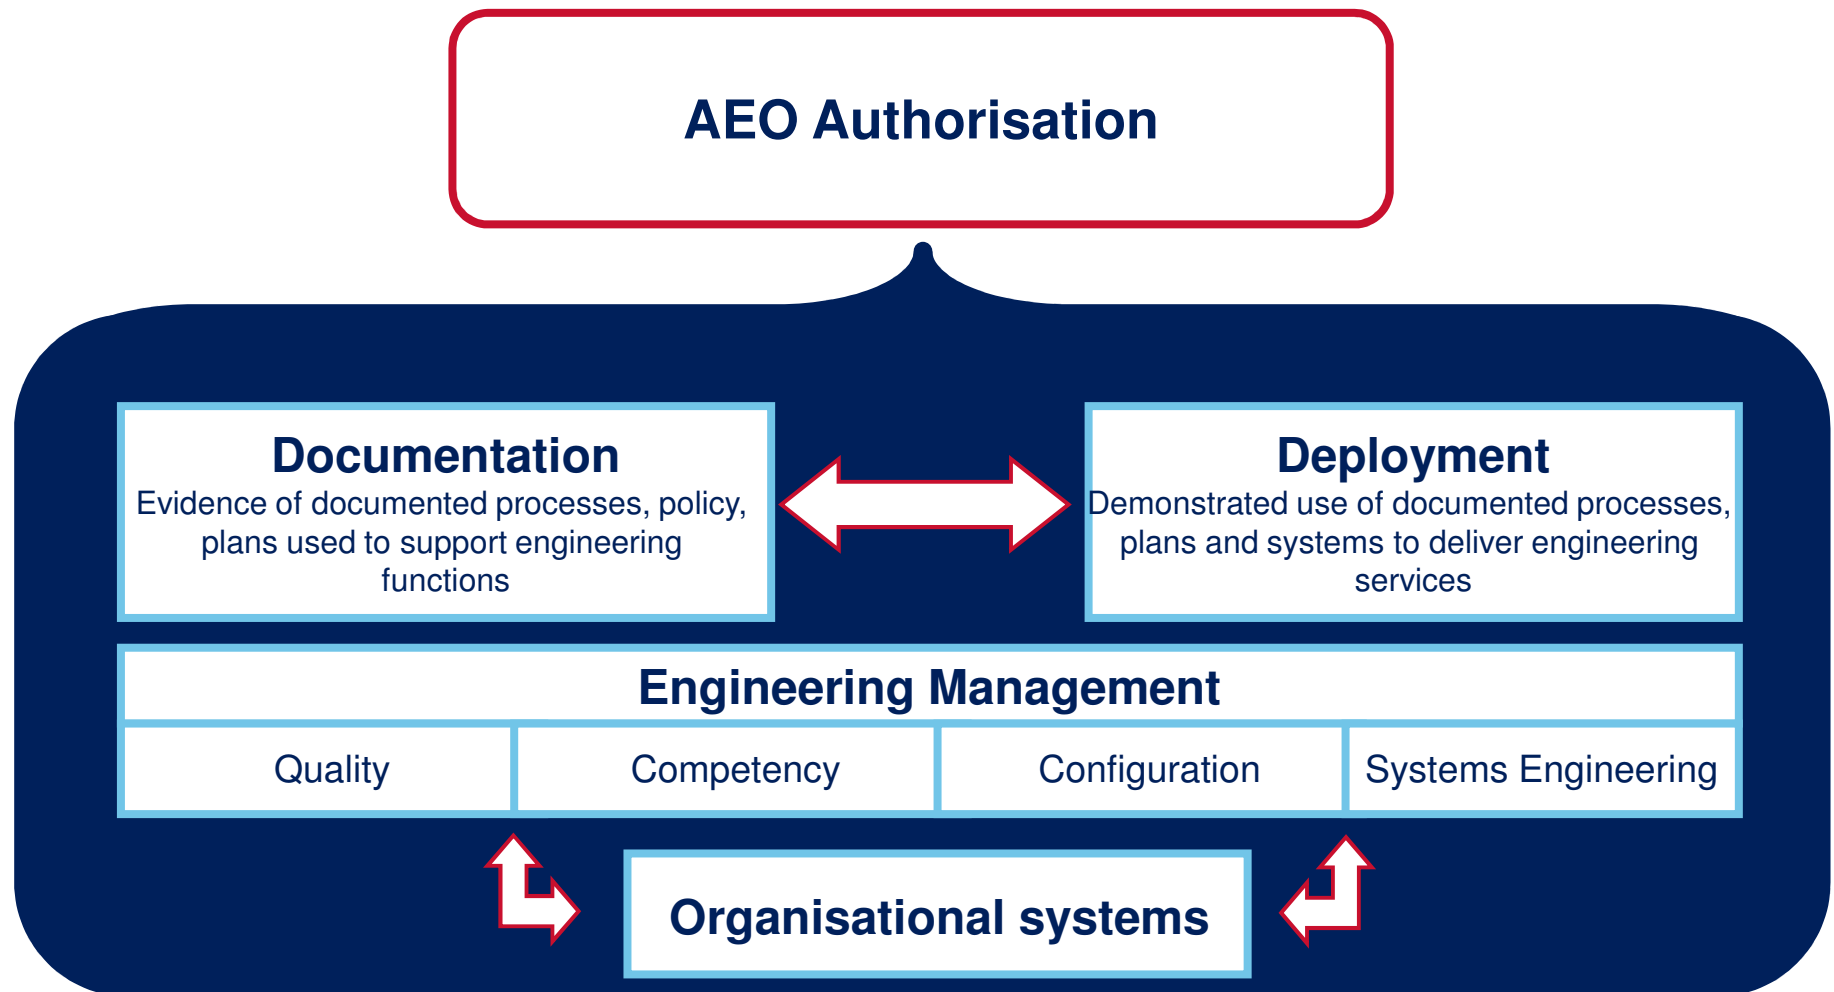 AEO Authorisation
Documentation
Evidence of documented processes, policy,
plans used to support engineering
functions
Deployment
Demonstrated use of documented processes,
plans and systems to deliver engineering
services
Engineering Management
Quality
Competency
Configuration
Systems Engineering
Organisational systems